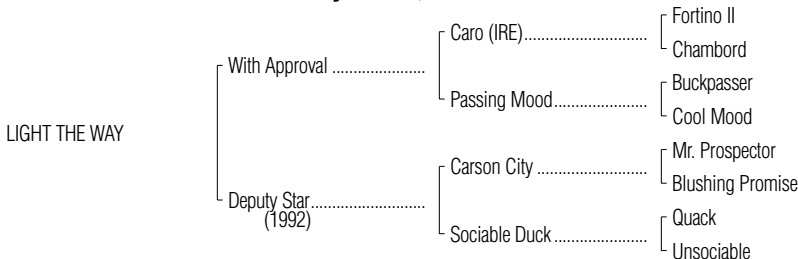 Fortino II
Caro (IRE)
Chambord
With Approval
Buckpasser
Passing Mood
Cool Mood
LIGHT THE WAY
Mr. Prospector
Carson City
Blushing Promise
Deputy Star
(1992)
Quack
Sociable Duck
Unsociable